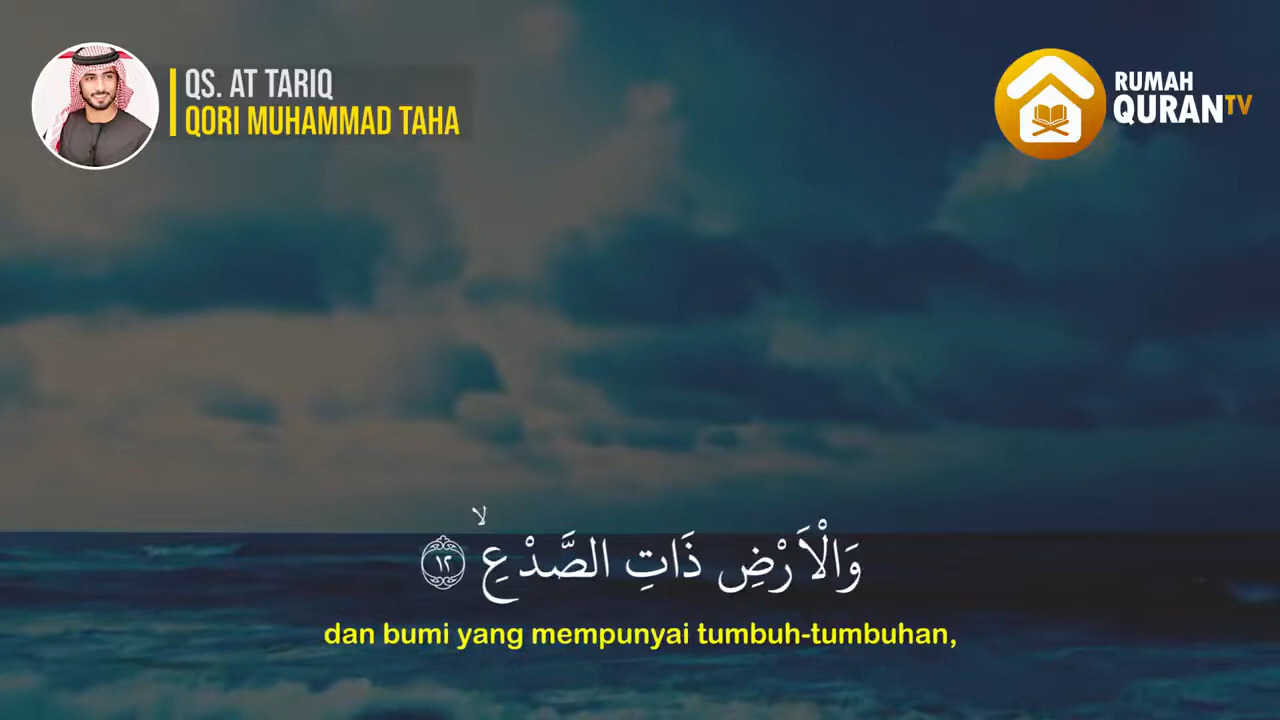 QS. AT TARIQ
QORI MUHAMMAD TAHA
RUMAH
QURANTV
وَالْاَرْضِ ذَاتِ الصَّدْعِۙ ١٢
dan bumi yang mempunyai tumbuh-tumbuhan,